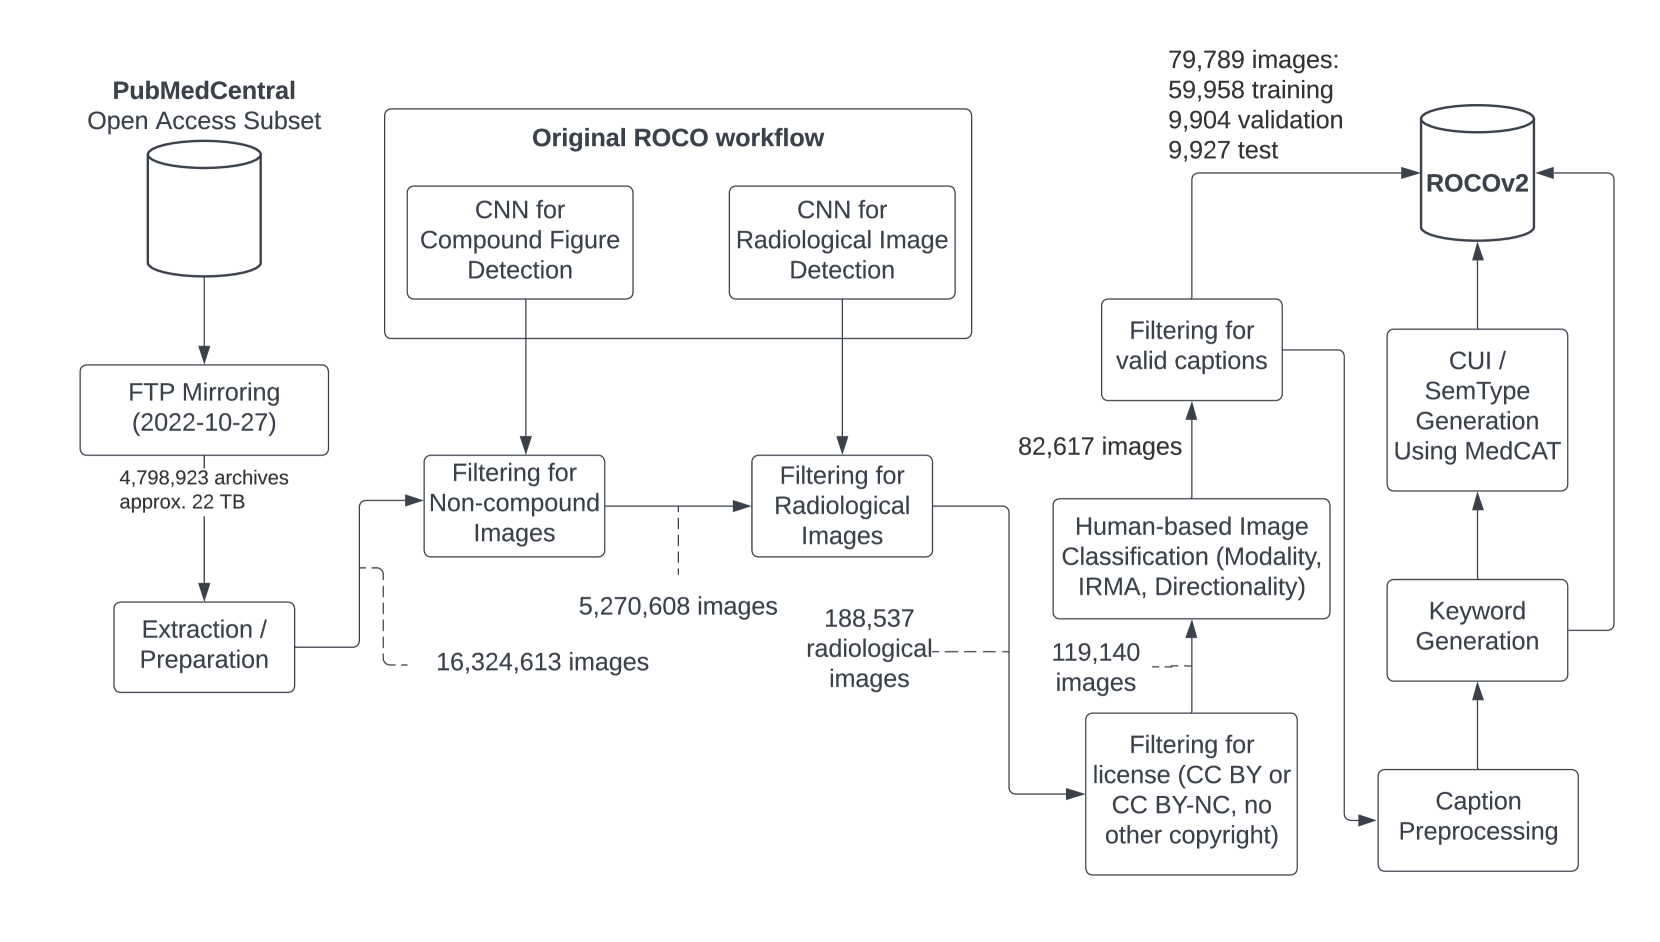 PubMedCentral
Open Access Subset
FTP Mirroring
(2022-10-27)
4,798,923 archives
approx. 22 TB
Extraction /
Preparation
16,324,613 images
Original ROCO workflow
CNN for
Compound Figure
Detection
CNN for
Radiological Image
Detection
Filtering for
Non-compound
Images
5,270,608 images
Filtering for
Radiological
Images
188,537
radiological
images
Filtering for
license (CC BY or
CC BY-NC, no
other copyright)
119,140
images
Human-based Image
Classification (Modality,
IRMA, Directionality)
82,617 images
Filtering for
valid captions
79,789 images:
59,958 training
9,904 validation
9,927 test
Caption
Preprocessing
Keyword
Generation
CUI /
SemType
Generation
Using MedCAT
ROCOv2